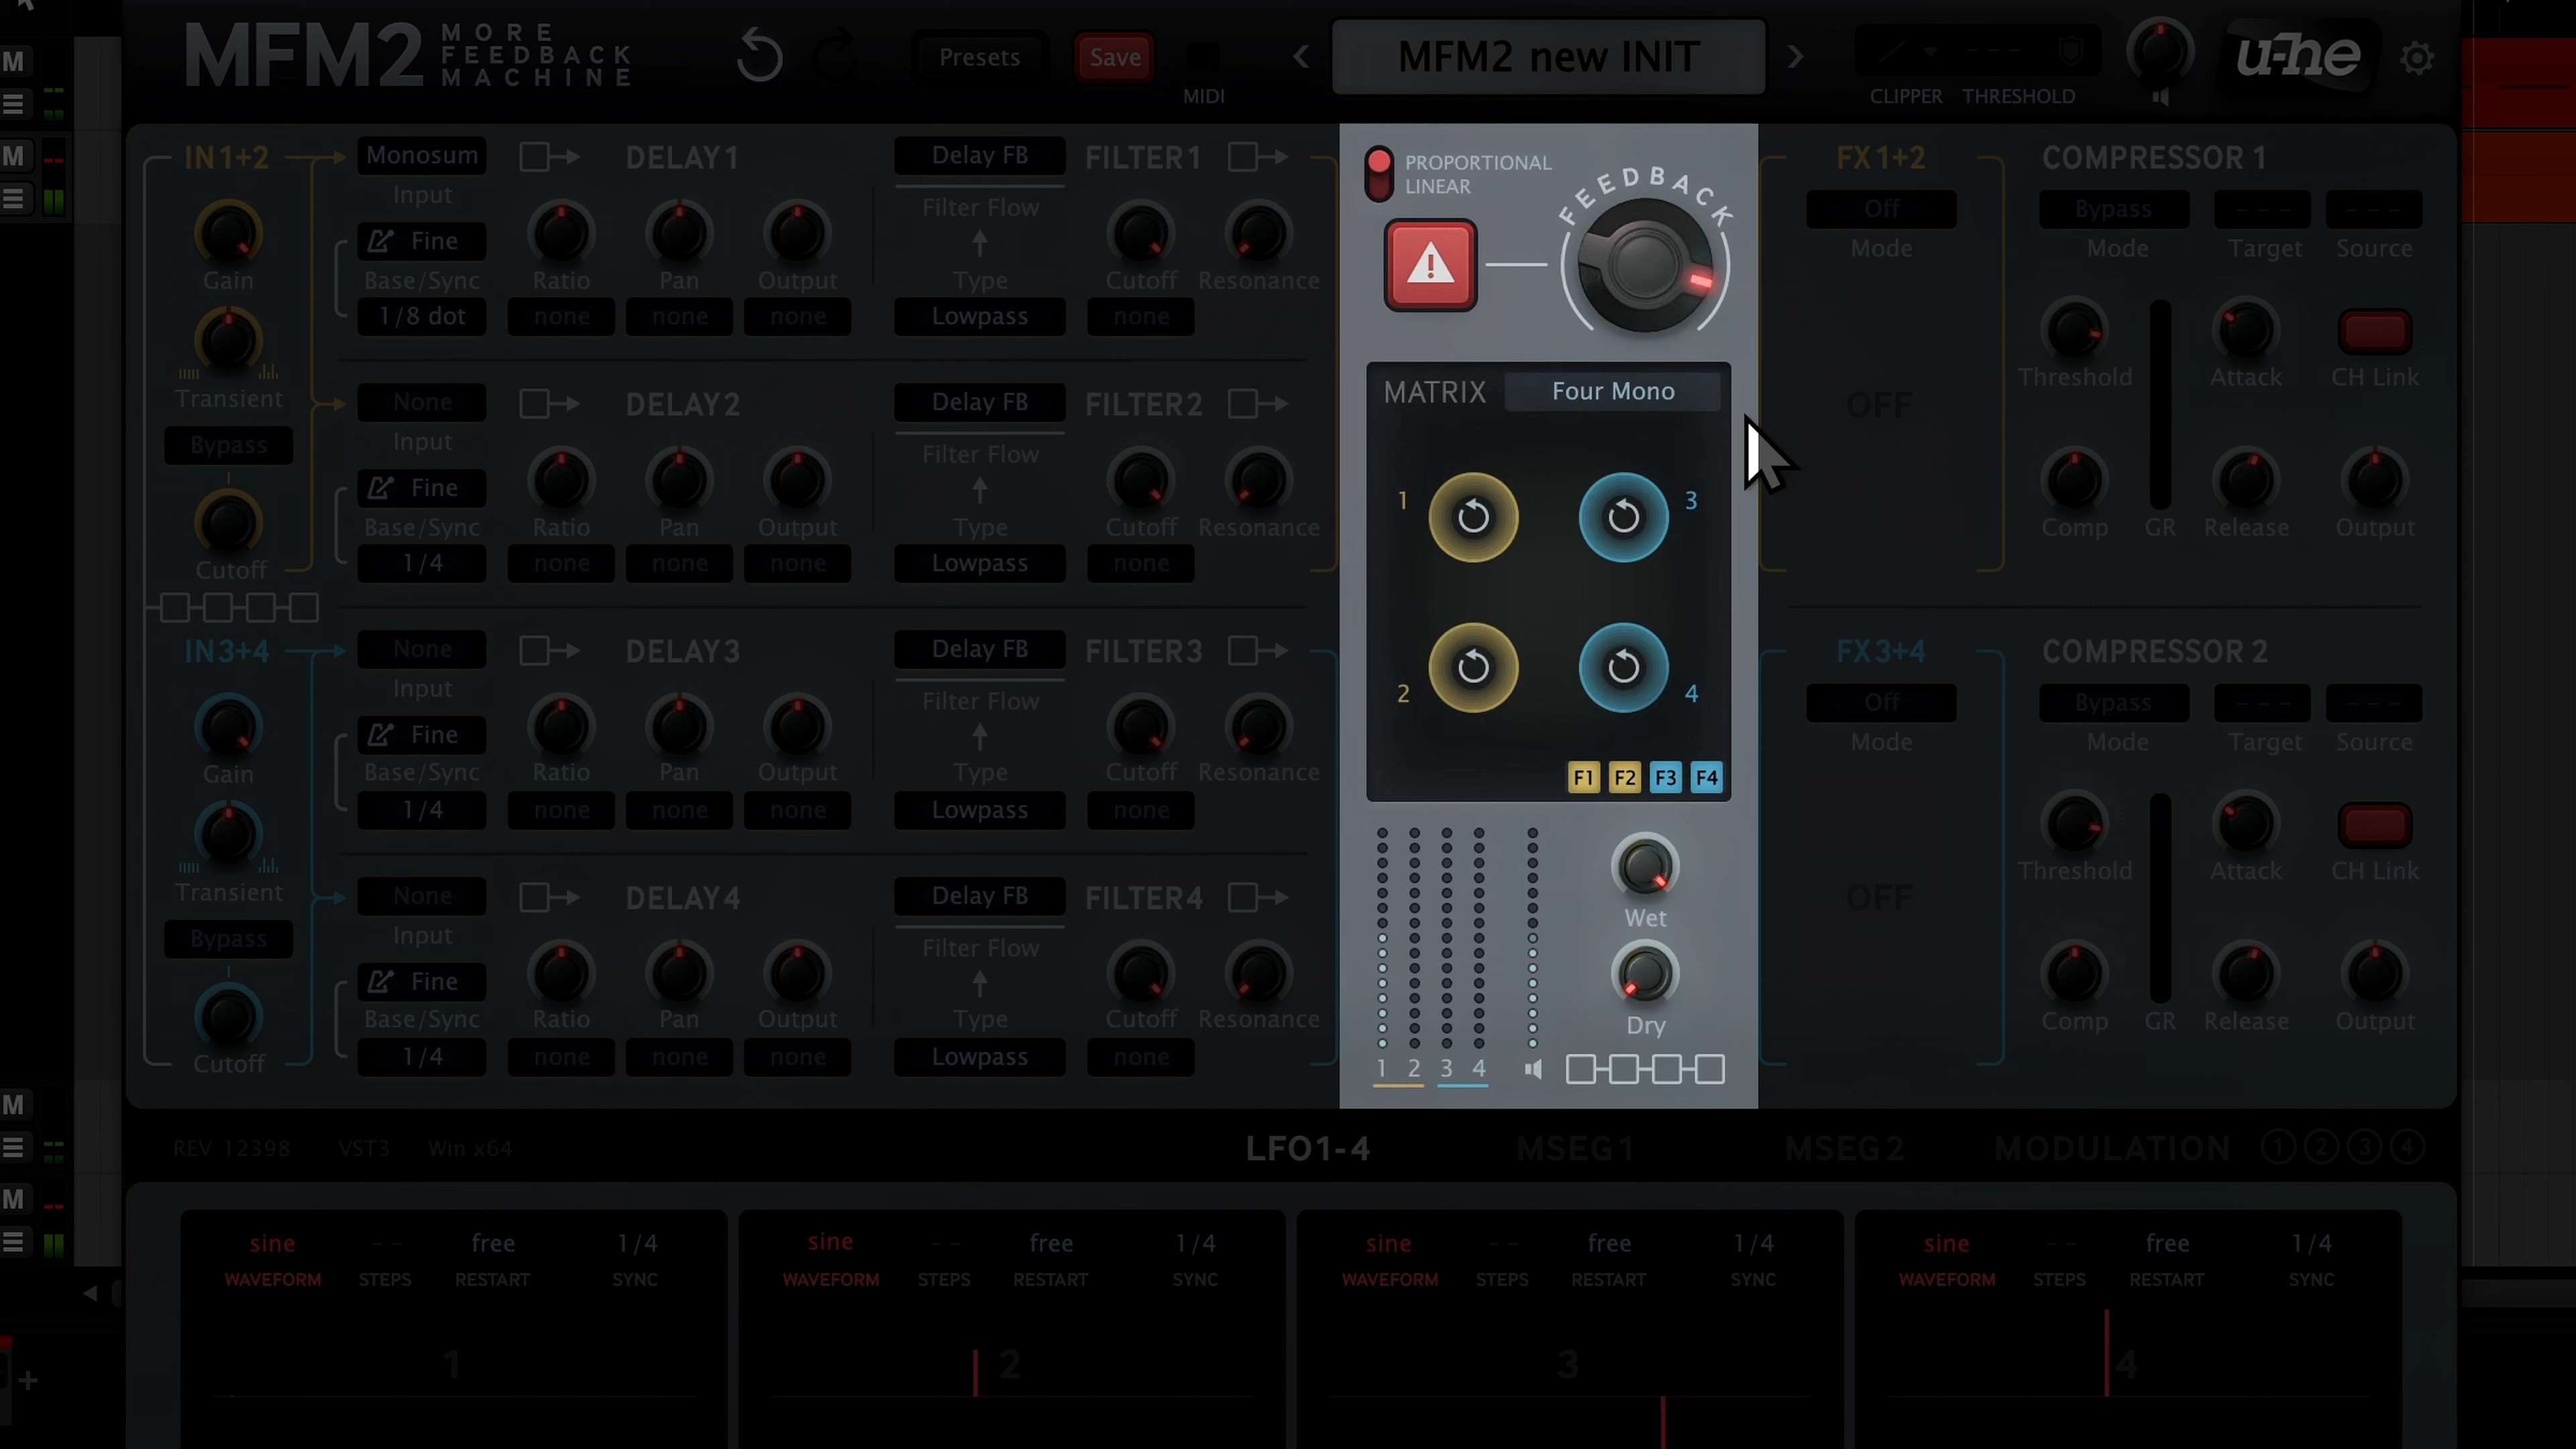 MFM2 MORE FEEDBACK MACHINE
Presets Save MIDI MFM2 new INIT CLIPPER THRESHOLD u-he
M
M
IN1+2 Monosum DELAY1 Delay FB FILTER1
Input Filter Flow
Fine
Gain Base/Sync Ratio Pan Output Type Cutoff Resonance
1/8 dot none none none Lowpass none
Transient
None DELAY2 Delay FB FILTER2
Bypass Input Filter Flow
Fine
Base/Sync Ratio Pan Output Type Cutoff Resonance
Cutoff 1/4 none none none Lowpass none
IN3+4 None DELAY3 Delay FB FILTER3
Input Filter Flow
Fine
Gain Base/Sync Ratio Pan Output Type Cutoff Resonance
1/4 none none none Lowpass none
Transient
None DELAY4 Delay FB FILTER4
Bypass Input Filter Flow
Fine
Base/Sync Ratio Pan Output Type Cutoff Resonance
Cutoff 1/4 none none none Lowpass none
PROPORTIONAL
LINEAR
FEEDBACK
MATRIX Four Mono
1 3
2 4
F1 F2 F3 F4
Wet
Dry
1 2 3 4
FX1+2 COMPRESSOR 1
Off Bypass --- ---
Mode Mode Target Source
Threshold Attack CH Link
OFF
Comp GR Release Output
FX3+4 COMPRESSOR 2
Off Bypass --- ---
Mode Mode Target Source
Threshold Attack CH Link
OFF
Comp GR Release Output
M
REV 12398 VST3 Win x64 LFO1-4 MSEG1 MSEG2 MODULATION 1 2 3 4
M
sine -- free 1/4 sine -- free 1/4 sine -- free 1/4 sine -- free 1/4
WAVEFORM STEPS RESTART SYNC WAVEFORM STEPS RESTART SYNC WAVEFORM STEPS RESTART SYNC WAVEFORM STEPS RESTART SYNC
1 2 3 4